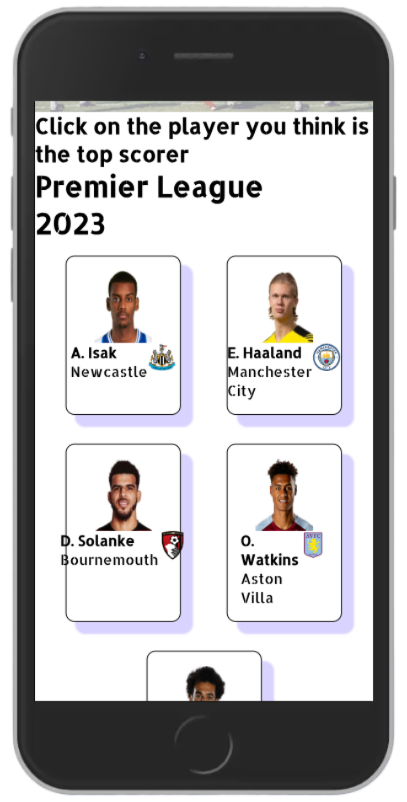 Click on the player you think is
the top scorer
Premier League
2023
A. Isak
Newcastle
E. Haaland
Manchester
City
D. Solanke
Bournemouth
O.
Watkins
Aston
Villa
AVFC